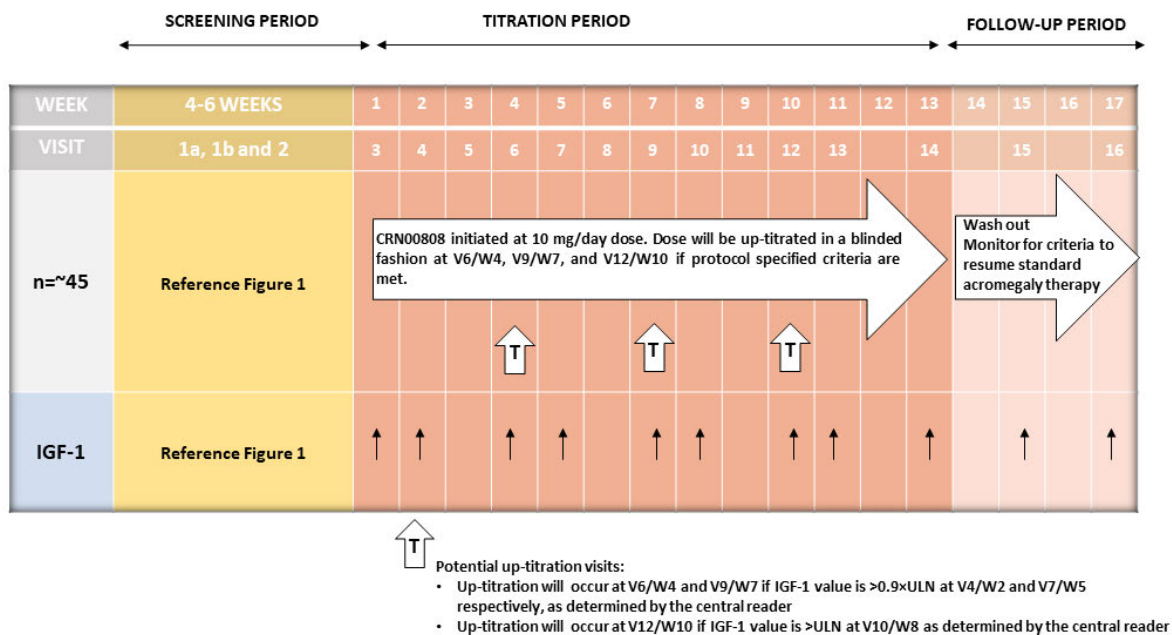 SCREENING PERIOD
TITRATION PERIOD
FOLLOW-UP PERIOD
WEEK 4-6 WEEKS 1 2 3 4 5 6 7 8 9 10 11 12 13 14 15 16 17
VISIT 1a, 1b and 2 3 4 5 6 7 8 9 10 11 12 13 14 15 16
n=~45
Reference Figure 1
CRN00808 initiated at 10 mg/day dose. Dose will be up-titrated in a blinded
fashion at V6/W4, V9/W7, and V12/W10 if protocol specified criteria are
met.
Wash out
Monitor for criteria to
resume standard
acromegaly therapy
T T T
IGF-1
Reference Figure 1
T
Potential up-titration visits:
• Up-titration will occur at V6/W4 and V9/W7 if IGF-1 value is >0.9×ULN at V4/W2 and V7/W5
respectively, as determined by the central reader
• Up-titration will occur at V12/W10 if IGF-1 value is >ULN at V10/W8 as determined by the central reader